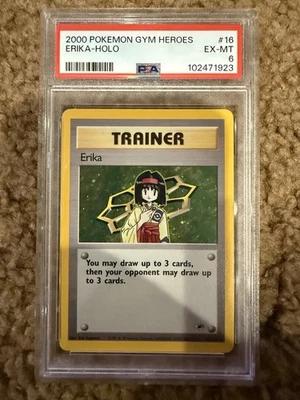 2000 POKEMON GYM HEROES #16
ERIKA-HOLO EX-MT
PSA 6
102471923
TRAINER
Erika
You may draw up to 3 cards,
then your opponent may draw up
to 3 cards.